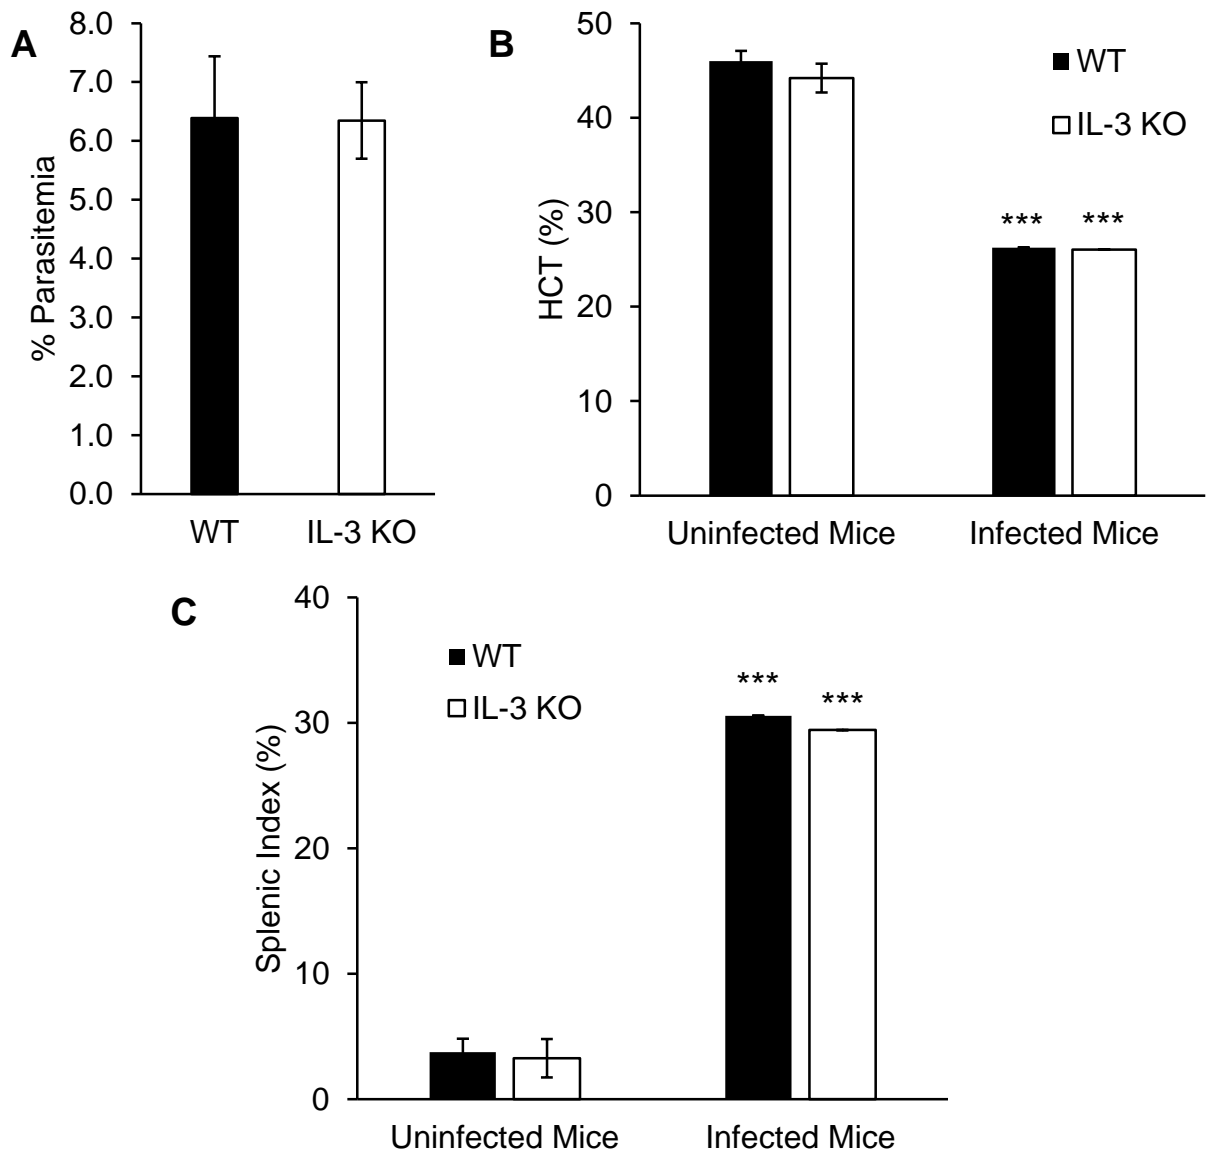 A
8.0
7.0
6.0
5.0
4.0
3.0
2.0
1.0
0.0
% Parasitemia
WT IL-3 KO
B
50
40
30
20
10
0
HCT (%)
WT
IL-3 KO
*** ***
Uninfected Mice Infected Mice
C
40
30
20
10
0
Splenic Index (%)
WT
IL-3 KO
***
***
Uninfected Mice Infected Mice